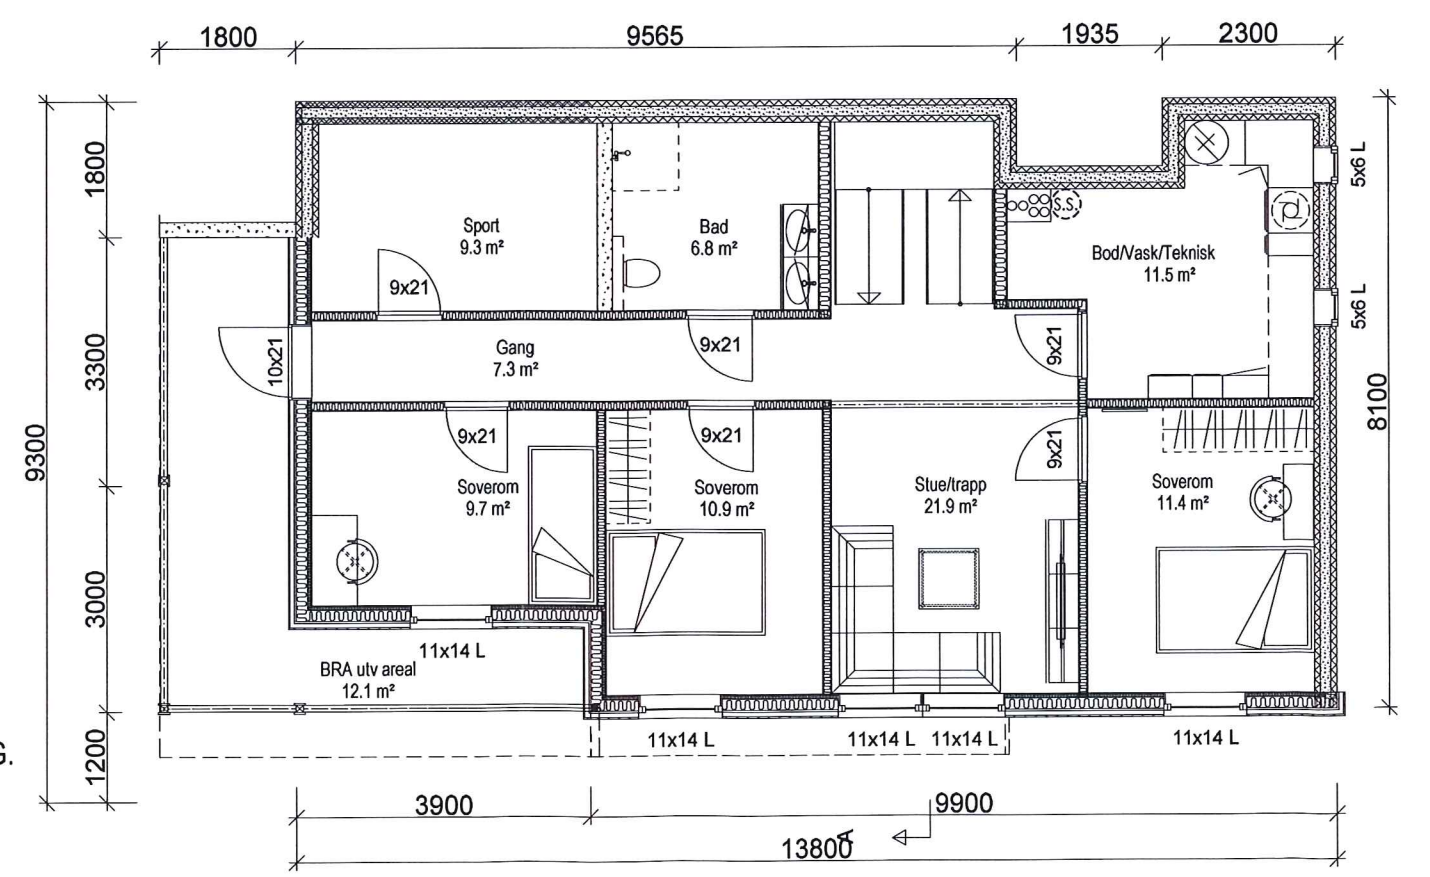 1800
9565
1935
2300
1800
5x6 L
S.S.
Sport
9.3 m²
Bad
6.8 m²
Bod/Vask/Teknisk
11.5 m²
9x21
5x6 L
3300
10x21
Gang
7.3 m²
9x21
9x21
8100
9300
9x21
9x21
9x21
Soverom
9.7 m²
Soverom
10.9 m²
Stue/trapp
21.9 m²
Soverom
11.4 m²
3000
11x14 L
BRA utv areal
12.1 m²
11x14 L
11x14 L
11x14 L
11x14 L
G.
1200
3900
9900
A
13800